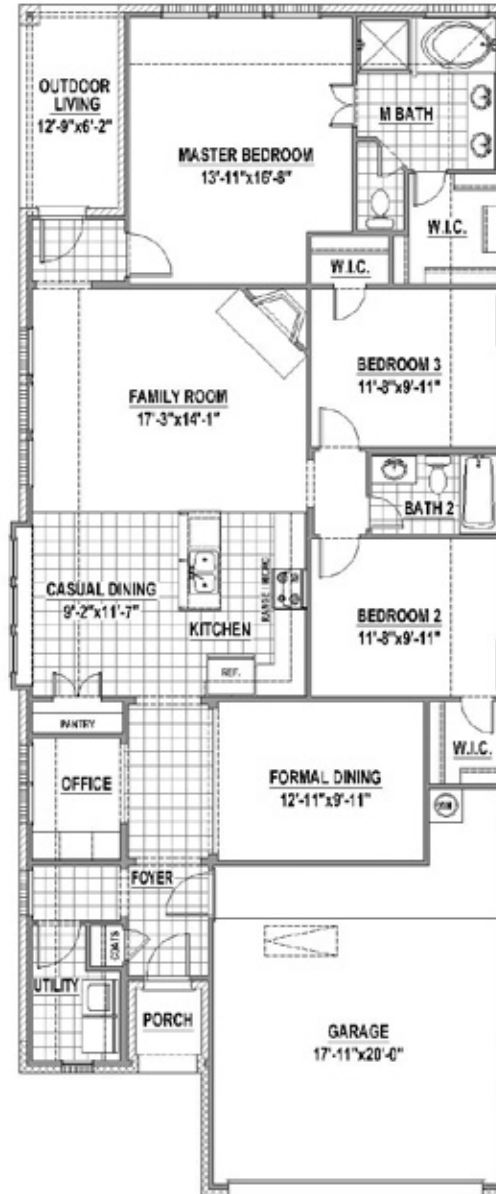 OUTDOOR
LIVING
12'-9"x6'-2"
M BATH
MASTER BEDROOM
13'-11"x16'-8"
W.I.C.
W.I.C.
BEDROOM 3
11'-8"x9'-11"
FAMILY ROOM
17'-3"x14'-1"
BATH 2
CASUAL DINING
9'-2"x11'-7"
KITCHEN
REF.
BEDROOM 2
11'-8"x9'-11"
PANTRY
W.I.C.
OFFICE
FORMAL DINING
12'-11"x9'-11"
FOYER
COATS
UTILITY
PORCH
GARAGE
17'-11"x20'-0"